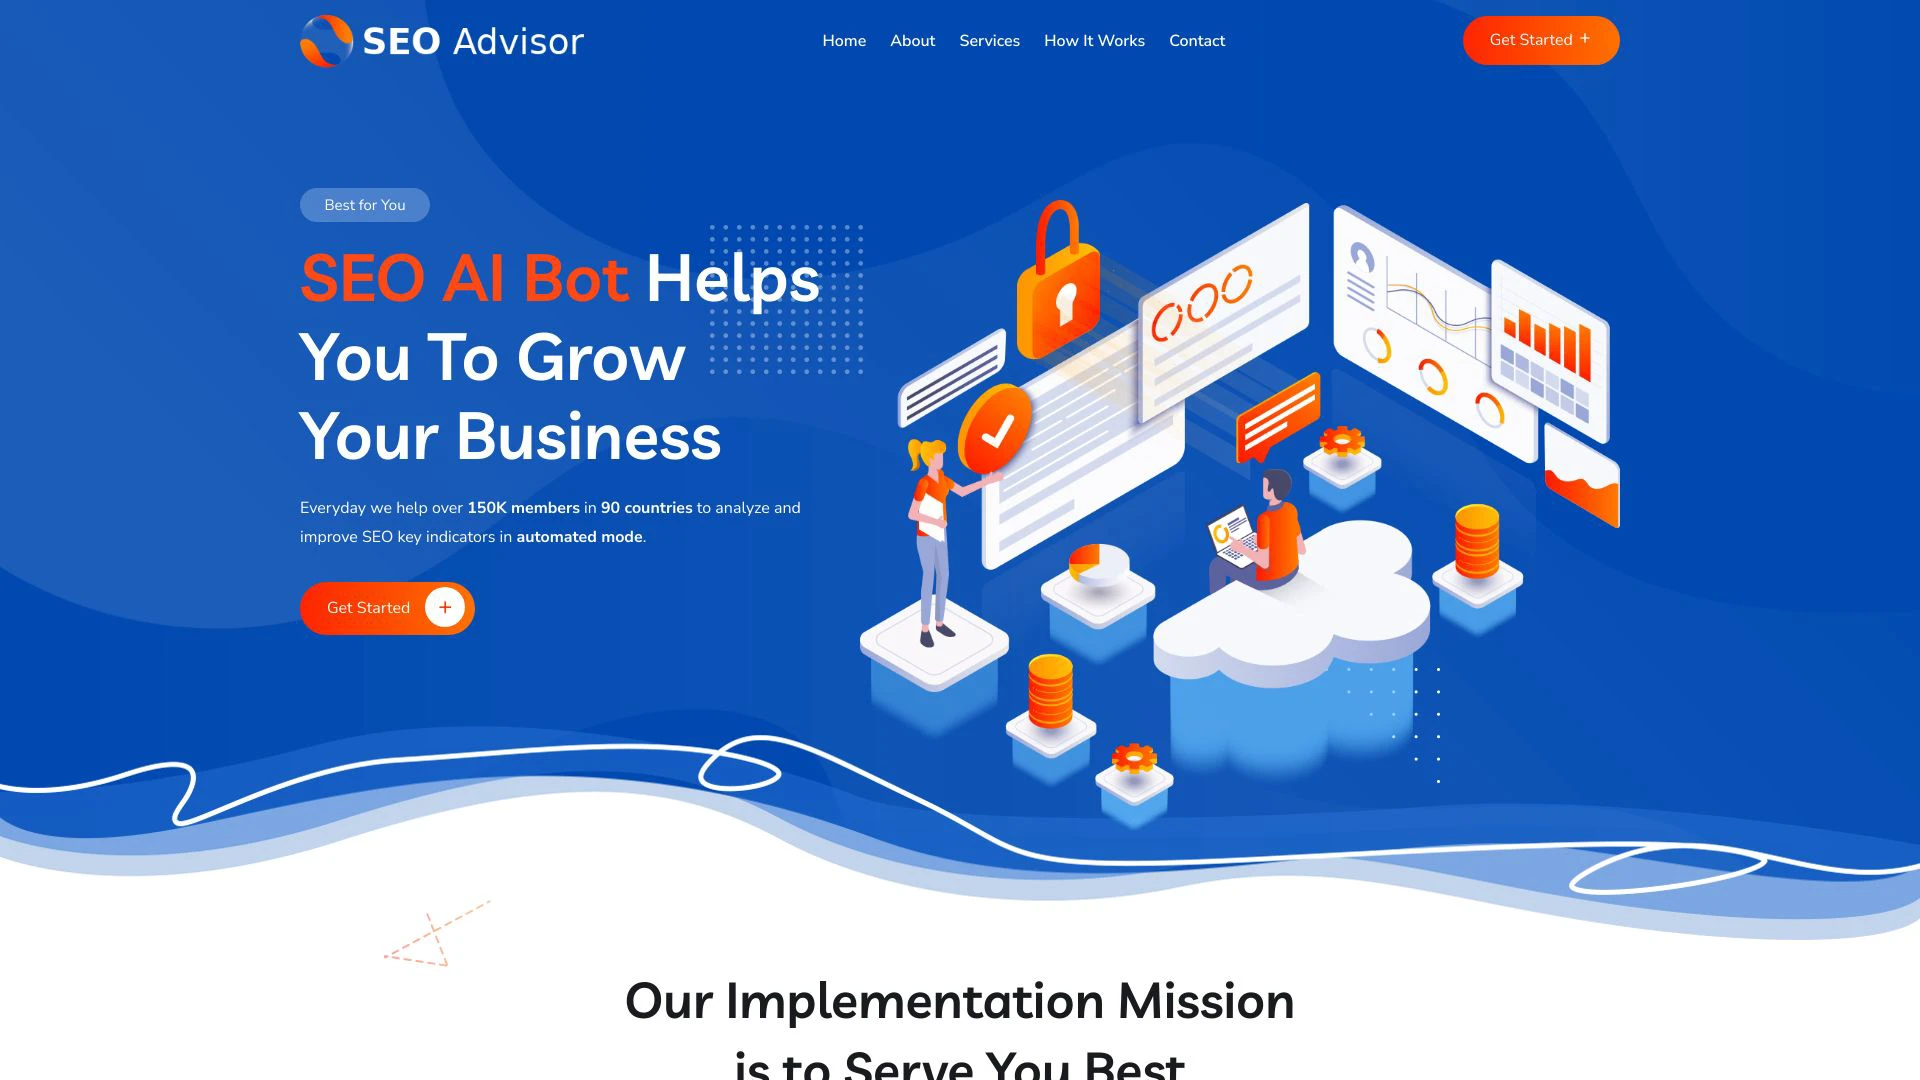 SEO Advisor
Home
About
Services
How It Works
Contact
Get Started +
Best for You
SEO AI Bot Helps
You To Grow
Your Business
Everyday we help over 150K members in 90 countries to analyze and
improve SEO key indicators in automated mode.
Get Started +
Our Implementation Mission
is to Serve You Best